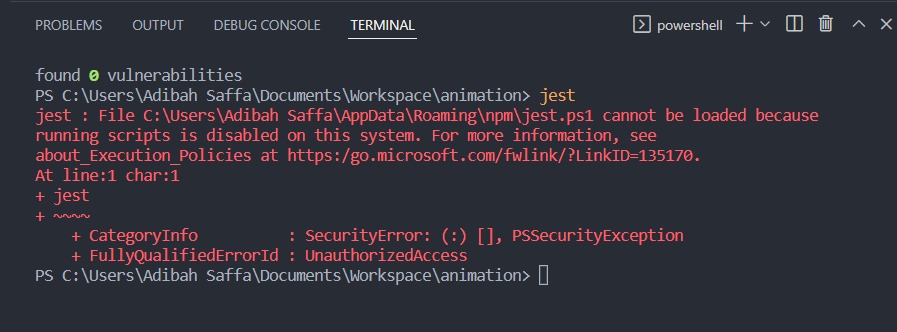 PROBLEMS OUTPUT DEBUG CONSOLE TERMINAL powershell
found 0 vulnerabilities
PS C:\Users\Adibah Saffa\Documents\Workspace\animation> jest
jest : File C:\Users\Adibah Saffa\AppData\Roaming\npm\jest.ps1 cannot be loaded because
running scripts is disabled on this system. For more information, see
about_Execution_Policies at https:/go.microsoft.com/fwlink/?LinkID=135170.
At line:1 char:1
+ jest
+ ~~~~
    + CategoryInfo          : SecurityError: (:) [], PSSecurityException
    + FullyQualifiedErrorId : UnauthorizedAccess
PS C:\Users\Adibah Saffa\Documents\Workspace\animation>